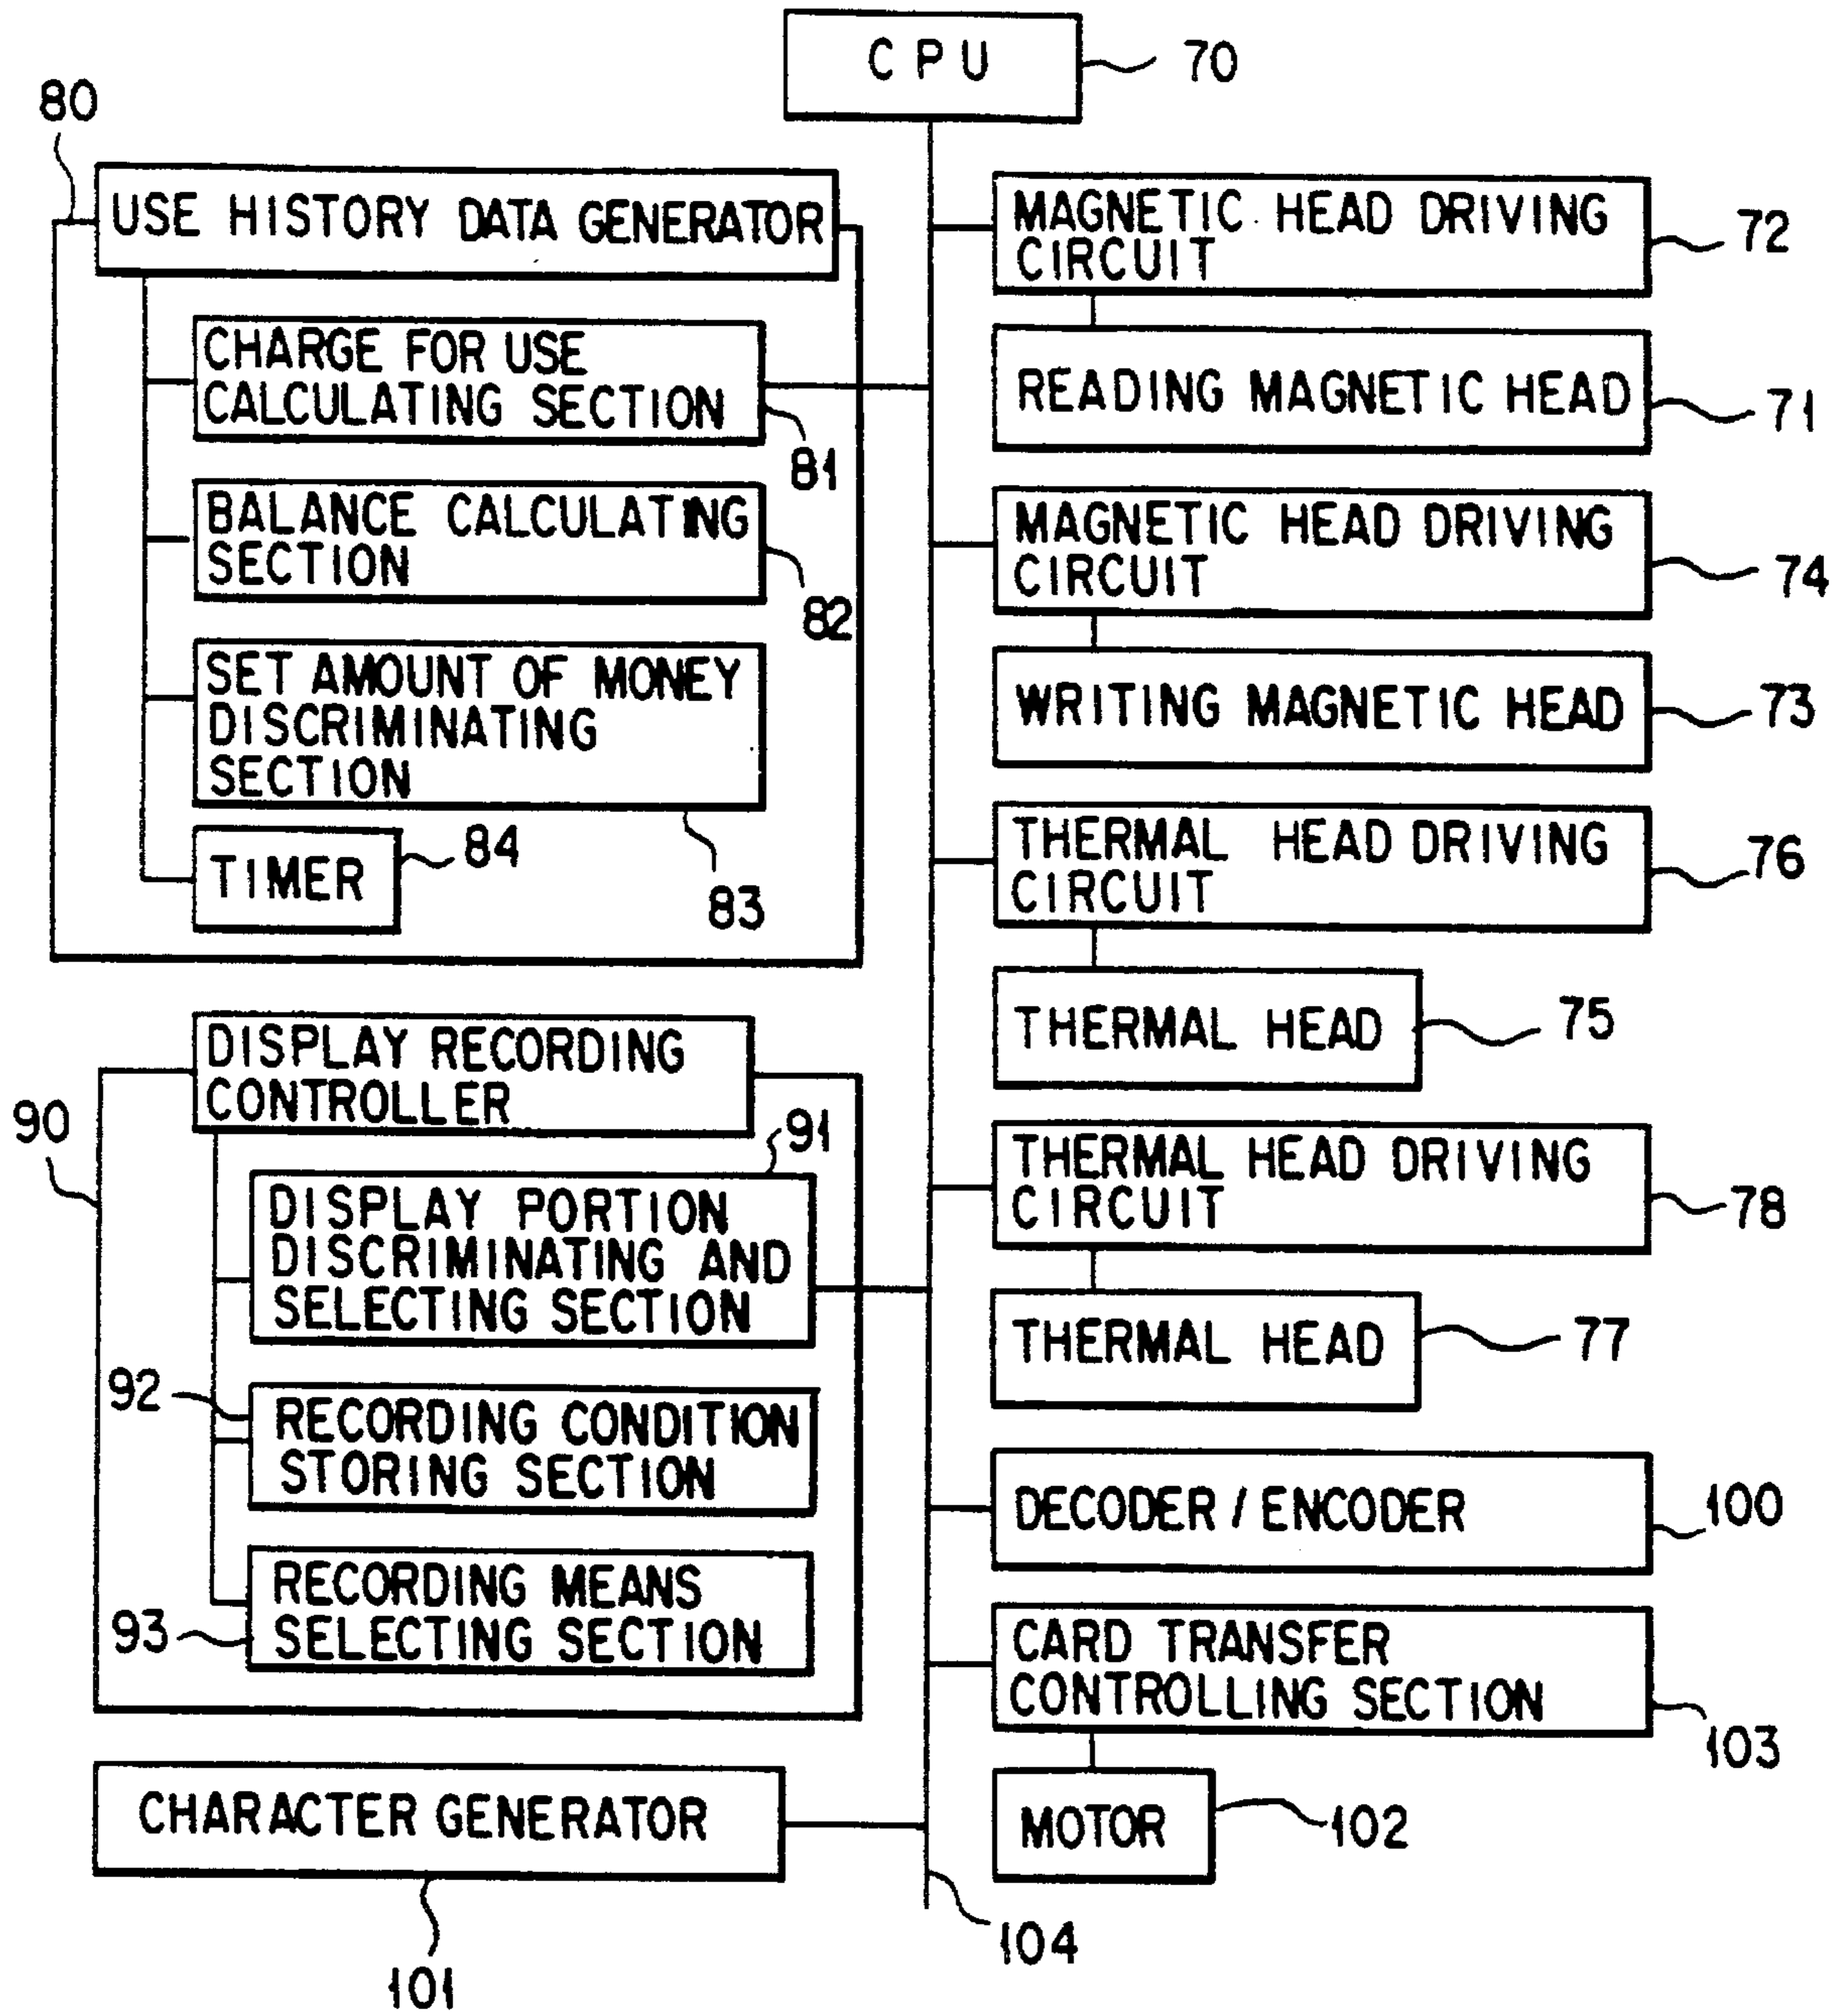 CPU
70
80
USE HISTORY DATA GENERATOR
CHARGE FOR USE
CALCULATING SECTION
81
BALANCE CALCULATING
SECTION
82
SET AMOUNT OF MONEY
DISCRIMINATING
SECTION
83
TIMER
84
DISPLAY RECORDING
CONTROLLER
90
91
DISPLAY PORTION
DISCRIMINATING AND
SELECTING SECTION
92
RECORDING CONDITION
STORING SECTION
93
RECORDING MEANS
SELECTING SECTION
CHARACTER GENERATOR
101
MAGNETIC HEAD DRIVING
CIRCUIT
72
READING MAGNETIC HEAD
71
MAGNETIC HEAD DRIVING
CIRCUIT
74
WRITING MAGNETIC HEAD
73
THERMAL HEAD DRIVING
CIRCUIT
76
THERMAL HEAD
75
THERMAL HEAD DRIVING
CIRCUIT
78
THERMAL HEAD
77
DECODER / ENCODER
100
CARD TRANSFER
CONTROLLING SECTION
103
MOTOR
102
104